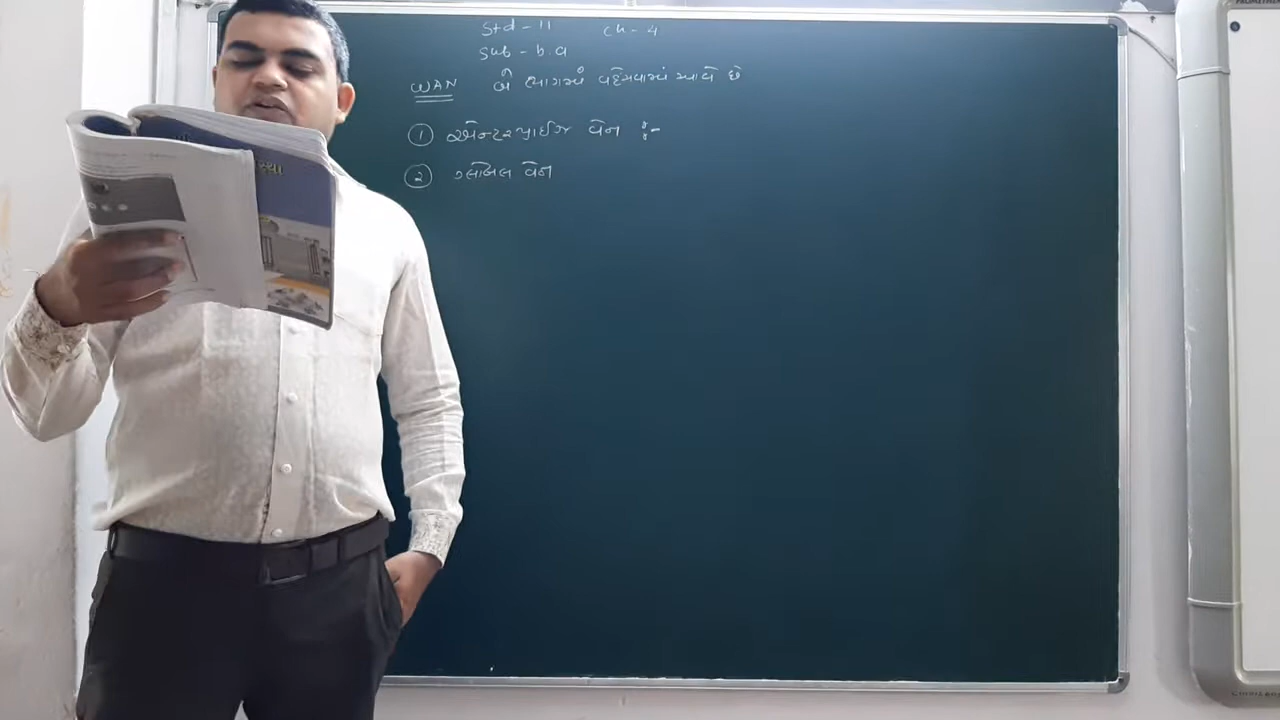 Std - 11 Ch - 4
Sub - b.a
WAN બે ભાગમાં વહેંચવામાં આવે છે
① એન્ટરપ્રાઈઝ વેન :-
② ગ્લોબલ વેન